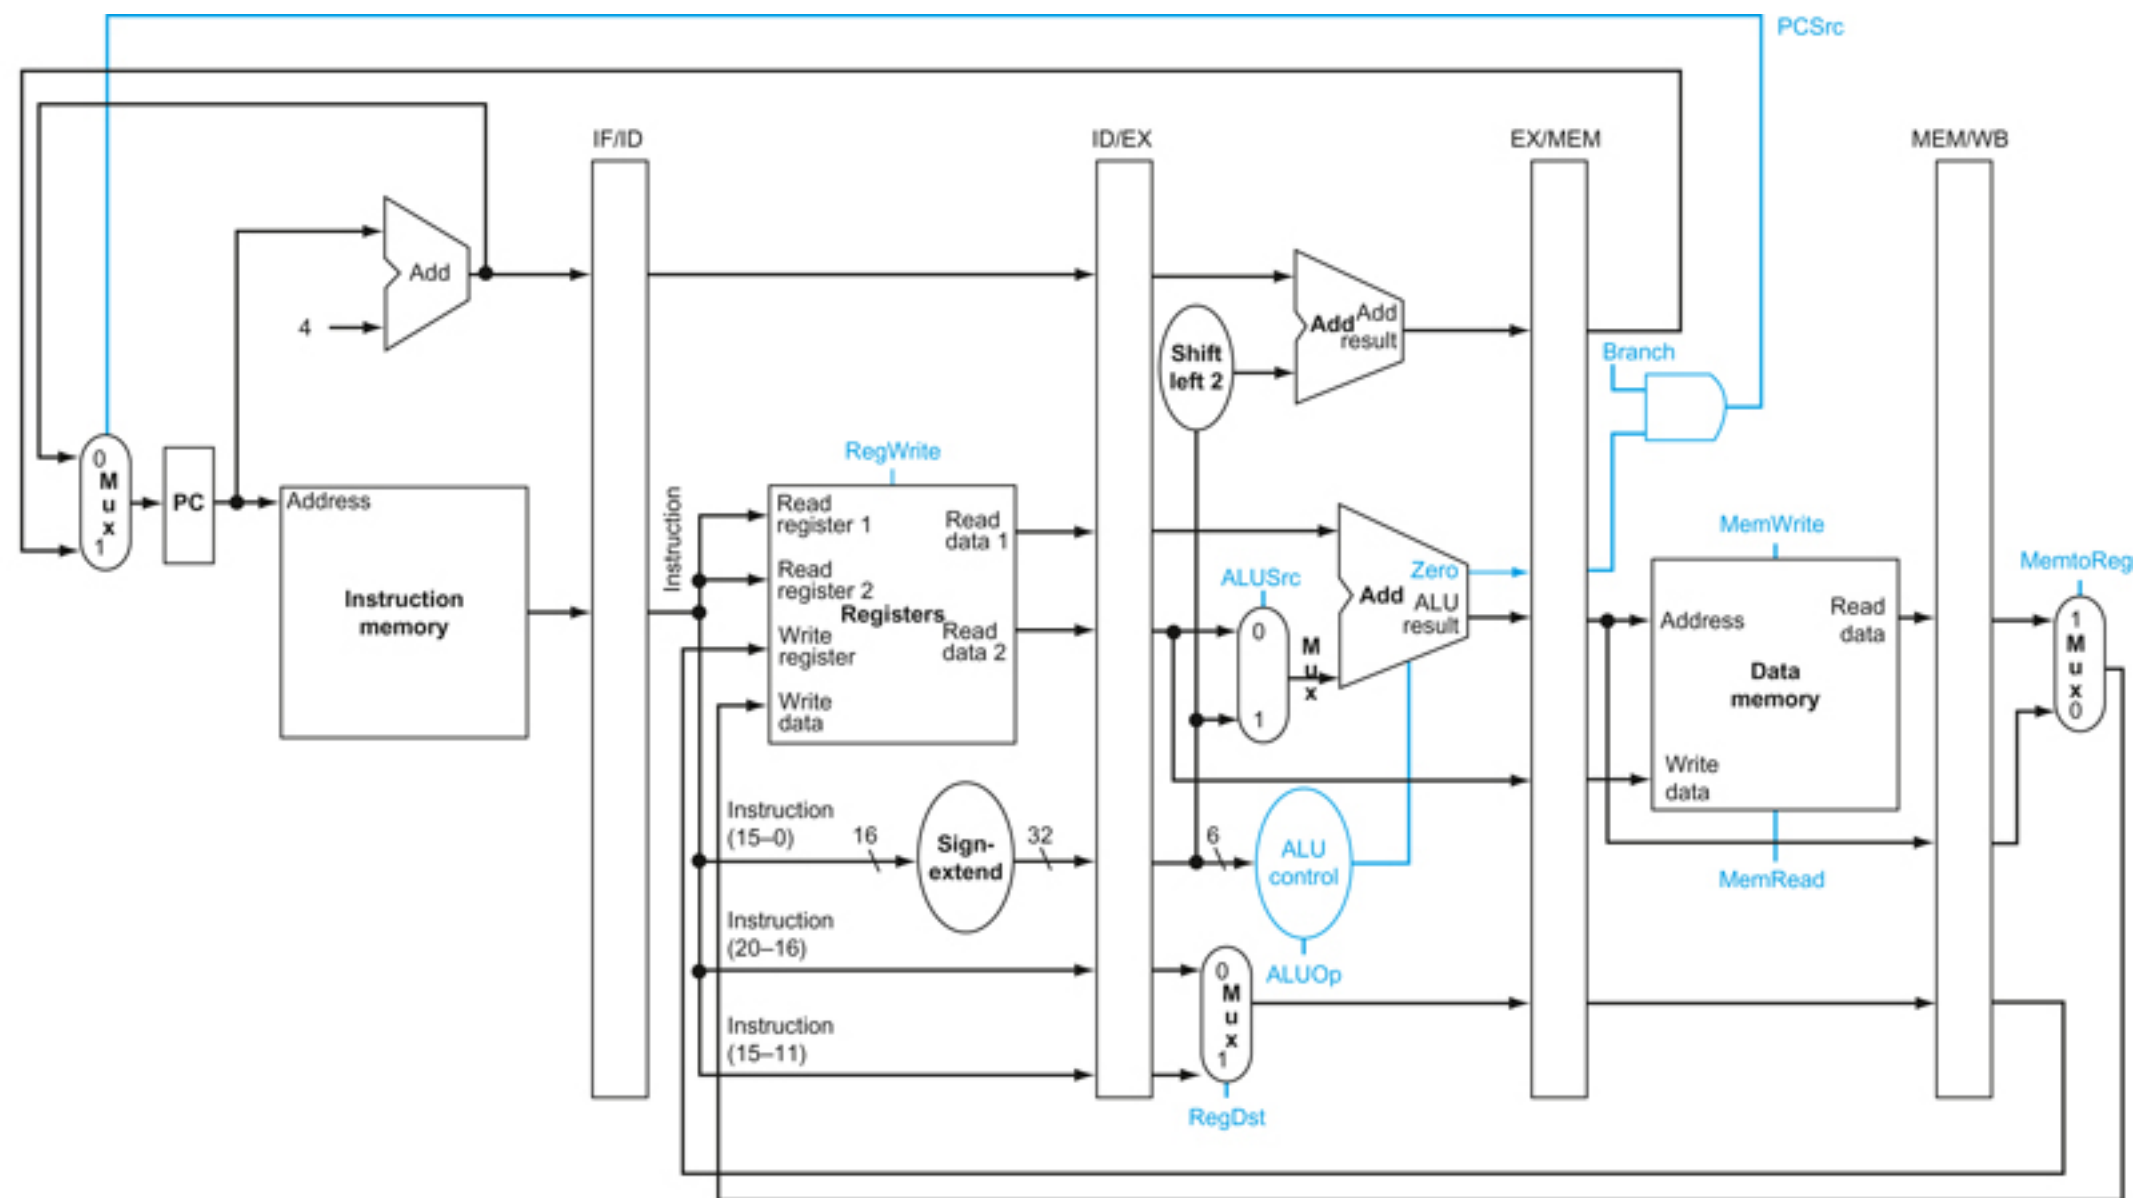 PCSrc
IF/ID
ID/EX
EX/MEM
MEM/WB
Add
4
Add
Add
result
Shift
left 2
Branch
0
M
u
x
1
PC
Address
Instruction
memory
Instruction
RegWrite
Read
register 1
Read
register 2
Write
register
Write
data
Registers
Read
data 1
Read
data 2
ALUSrc
0
1
M
u
x
Add
Zero
ALU
result
MemWrite
Address
Read
data
Data
memory
Write
data
MemRead
MemtoReg
1
M
u
x
0
Instruction
(15–0)
16
Sign-
extend
32
6
ALU
control
ALUOp
Instruction
(20–16)
Instruction
(15–11)
0
M
u
x
1
RegDst